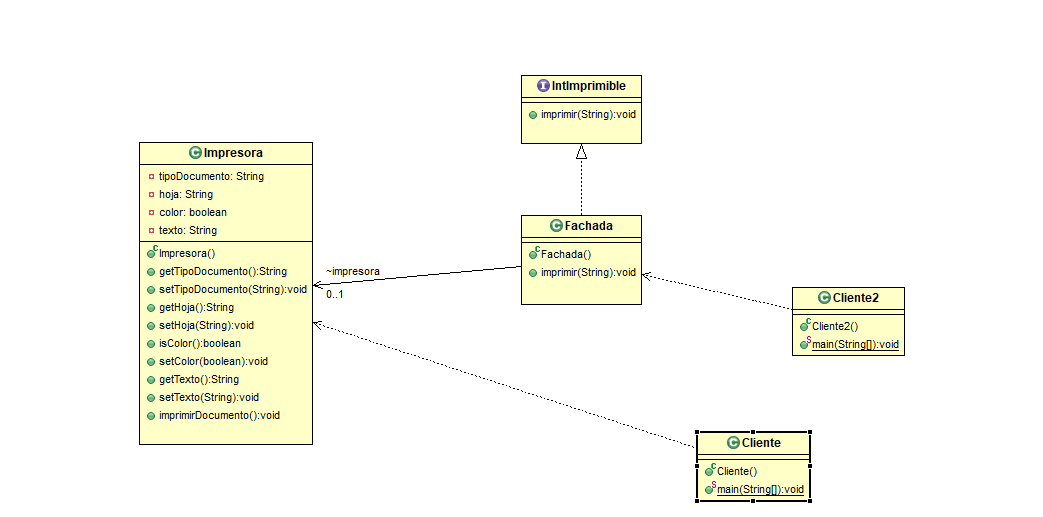 IntImprimible
imprimir(String):void
Impresora
tipoDocumento: String
hoja: String
color: boolean
texto: String
Impresora()
getTipoDocumento():String
setTipoDocumento(String):void
getHoja():String
setHoja(String):void
isColor():boolean
setColor(boolean):void
getTexto():String
setTexto(String):void
imprimirDocumento():void
~impresora
0..1
Fachada
Fachada()
imprimir(String):void
Cliente2
Cliente2()
main(String[]):void
Cliente
Cliente()
main(String[]):void